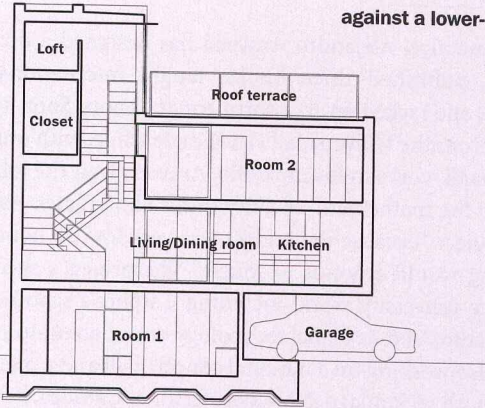 against a lower-
Loft
Roof terrace
Closet
Room 2
Living/Dining room Kitchen
Room 1
Garage